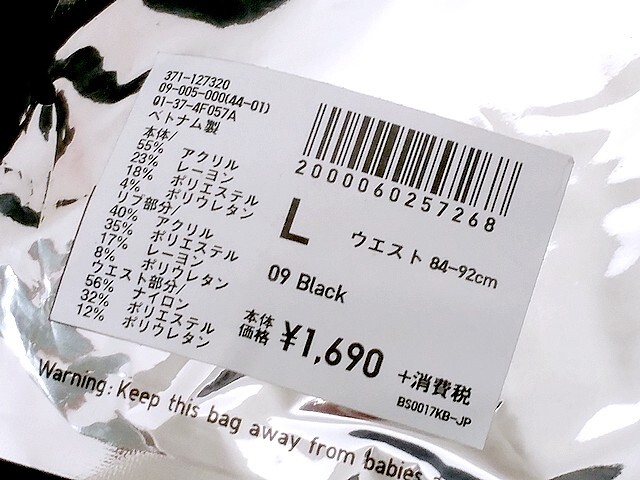 371-127320
09-005-000(44-01)
Q1-37-4F057A
ベトナム製
本体/
55% アクリル
23% レーヨン
18% ポリエステル
4% ポリウレタン
リブ部分/
40% アクリル
35% ポリエステル
17% レーヨン
8% ポリウレタン
ウエスト部分/
56% ナイロン
32% ポリエステル
12% ポリウレタン
2000060257268
L ウエスト 84-92cm
09 Black
本体価格 ¥1,690 +消費税
BS0017KB-JP
Warning: Keep this bag away from babies